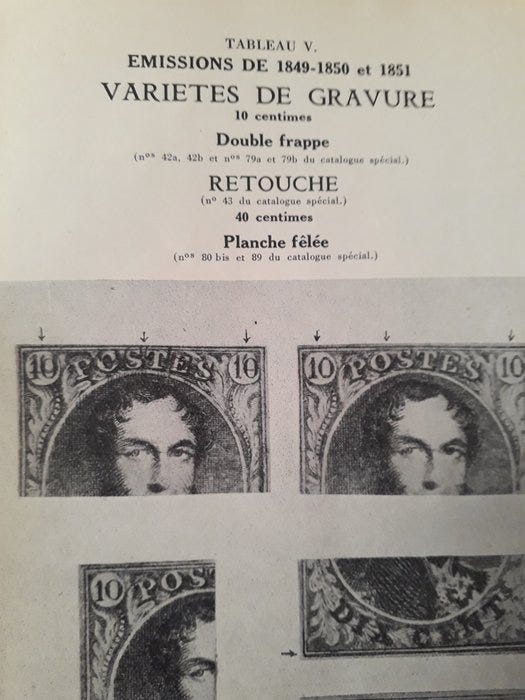 TABLEAU V.
EMISSIONS DE 1849-1850 et 1851
VARIETES DE GRAVURE
10 centimes
Double frappe
(nos 42a, 42b et nos 79a et 79b du catalogue spécial.)
RETOUCHE
(no 43 du catalogue spécial.)
40 centimes
Planche fêlée
(nos 80 bis et 89 du catalogue spécial.)
10 POSTES 10
10 POSTES 10
10 POS
DIX CENT